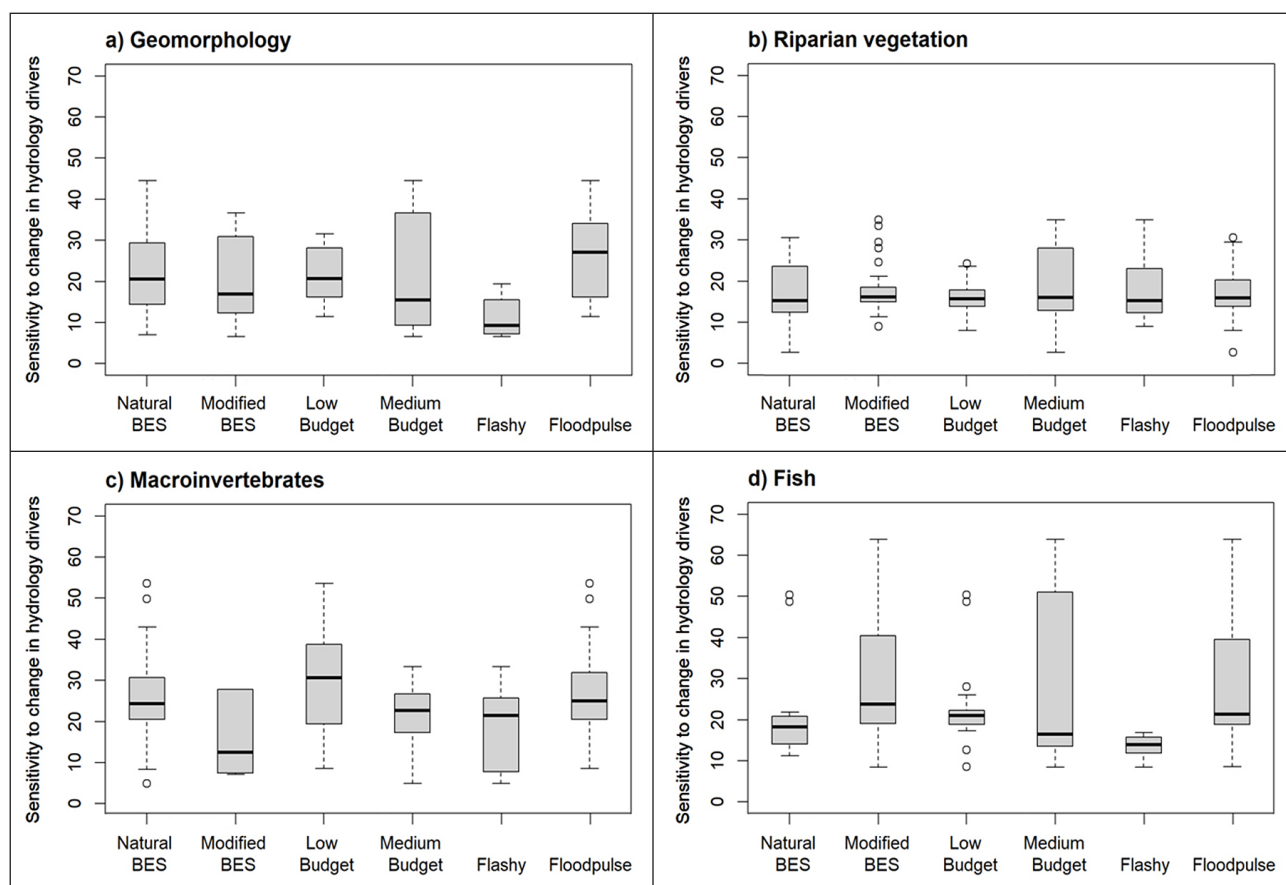 a) Geomorphology
Sensitivity to change in hydrology drivers
70
60
50
40
30
20
10
0
Natural BES
Modified BES
Low Budget
Medium Budget
Flashy
Floodpulse
b) Riparian vegetation
Sensitivity to change in hydrology drivers
70
60
50
40
30
20
10
0
Natural BES
Modified BES
Low Budget
Medium Budget
Flashy
Floodpulse
c) Macroinvertebrates
Sensitivity to change in hydrology drivers
70
60
50
40
30
20
10
0
Natural BES
Modified BES
Low Budget
Medium Budget
Flashy
Floodpulse
d) Fish
Sensitivity to change in hydrology drivers
70
60
50
40
30
20
10
0
Natural BES
Modified BES
Low Budget
Medium Budget
Flashy
Floodpulse